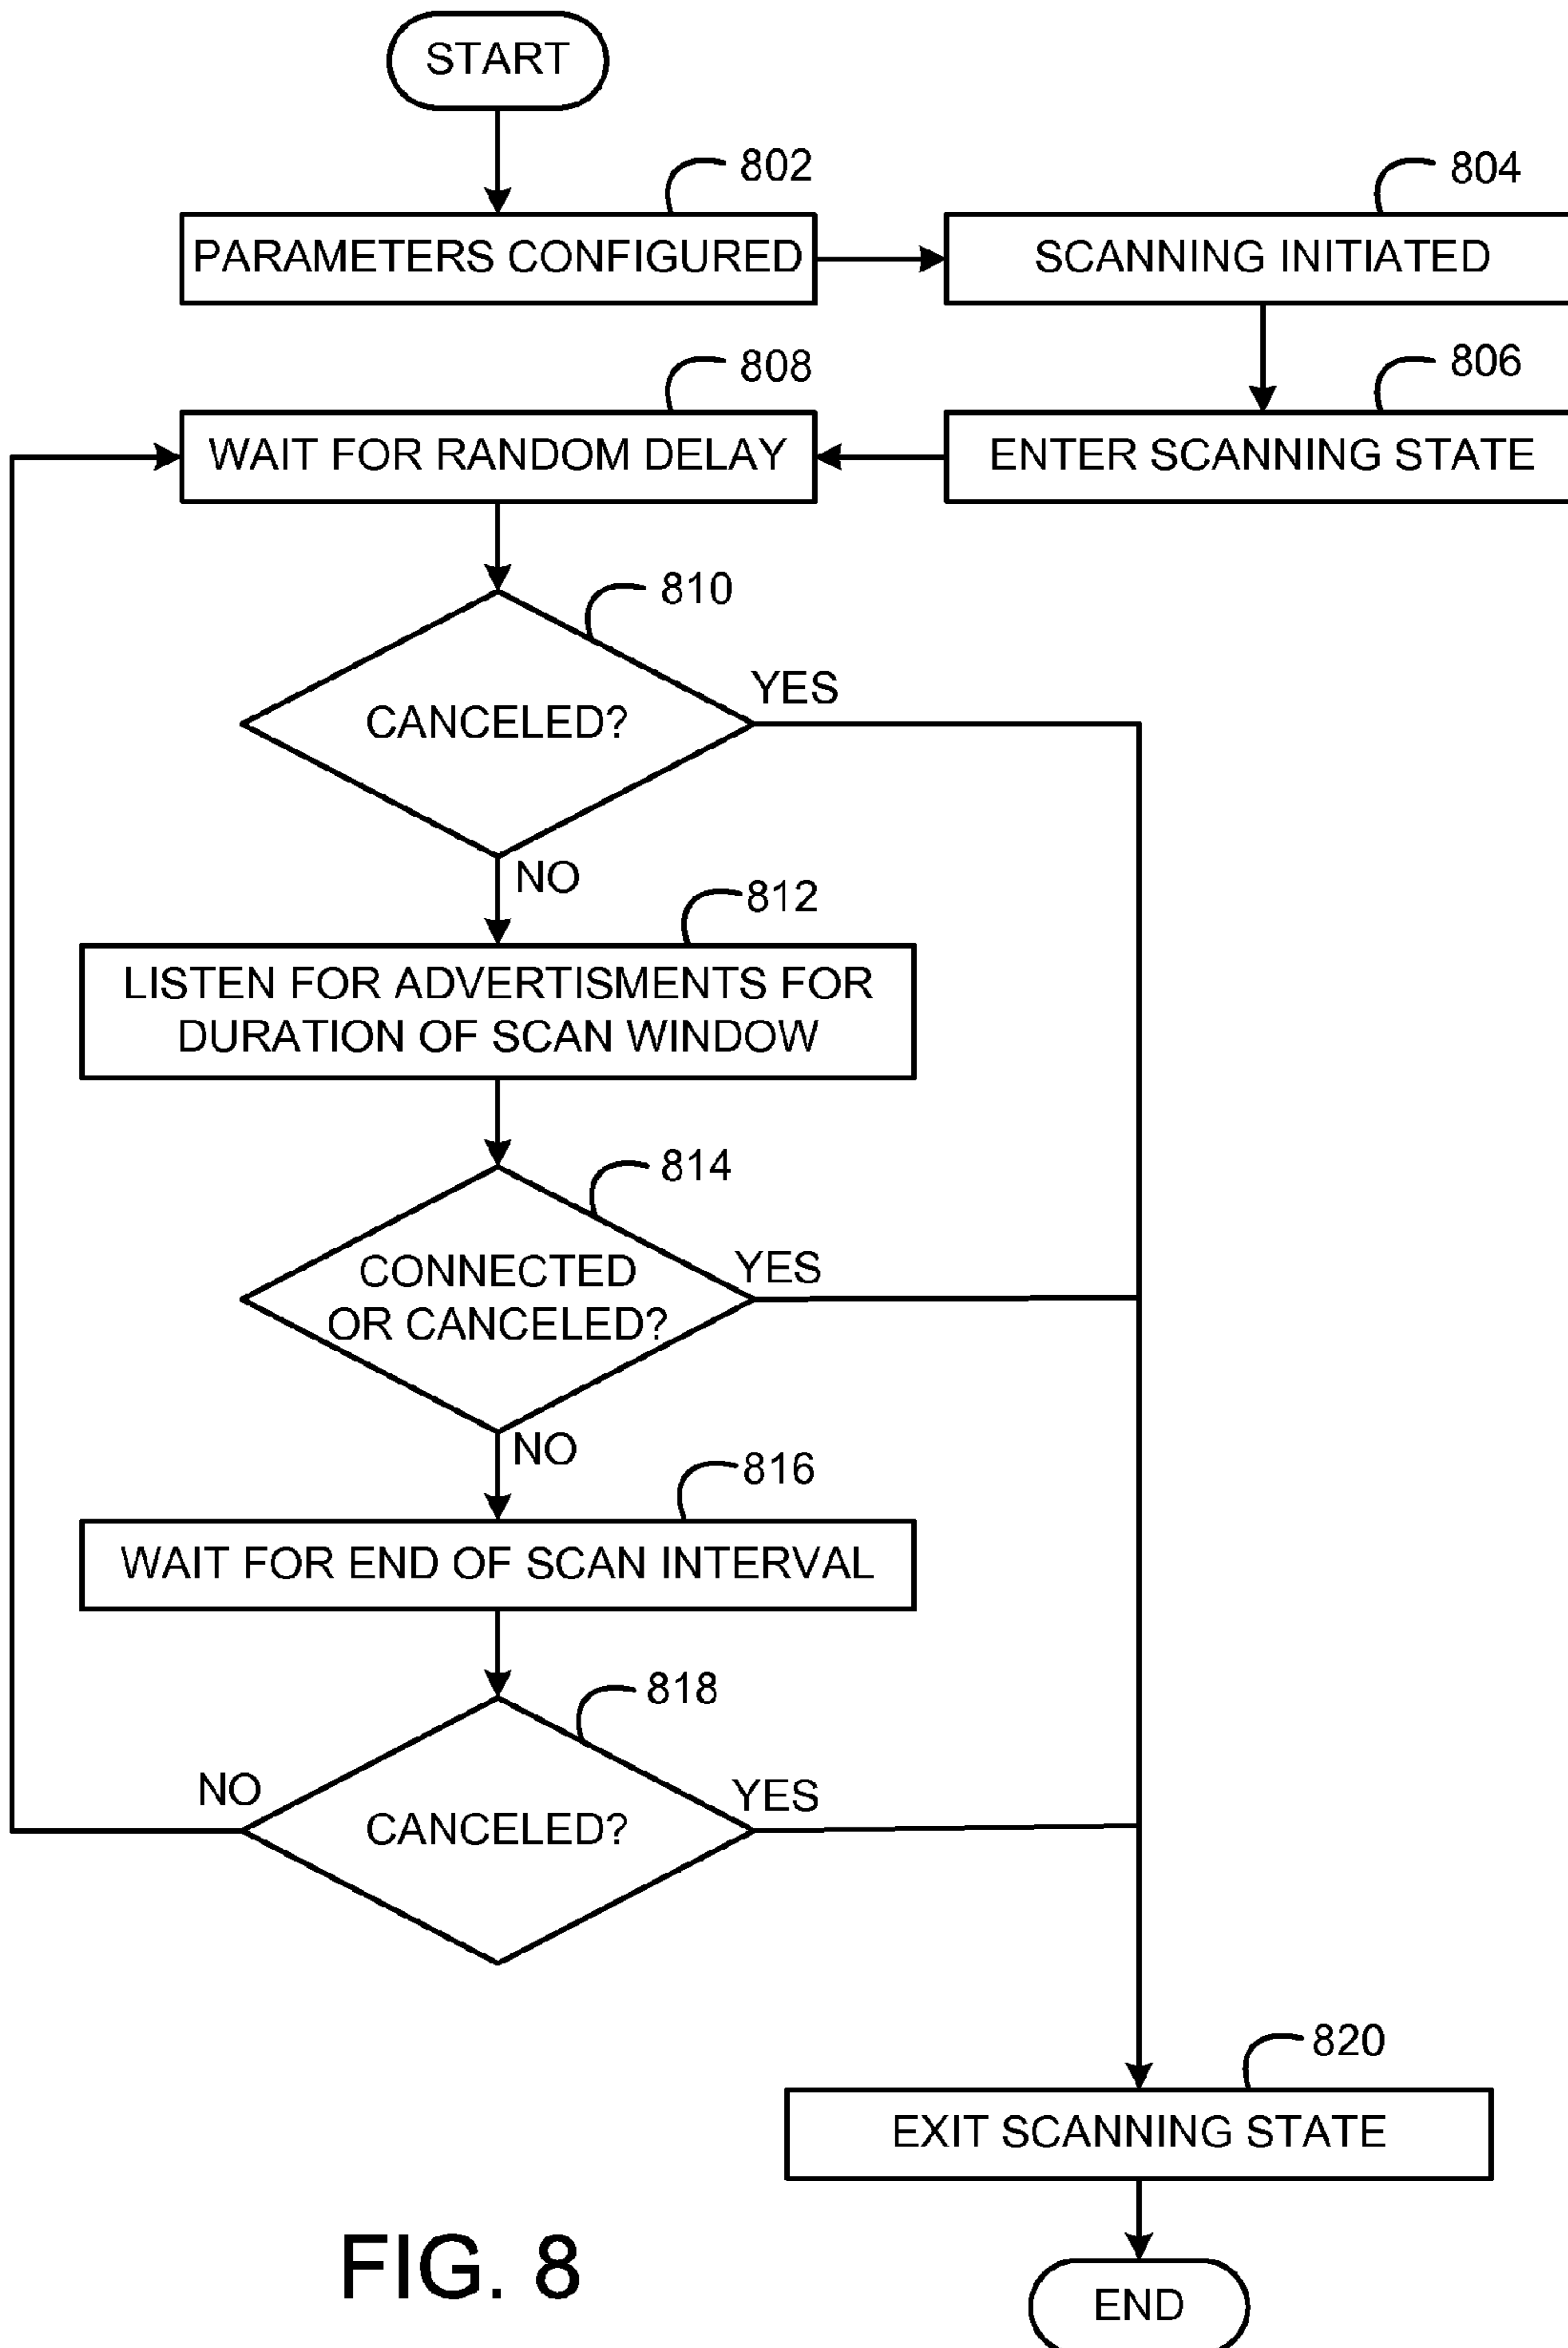 START
802
PARAMETERS CONFIGURED
804
SCANNING INITIATED
806
ENTER SCANNING STATE
808
WAIT FOR RANDOM DELAY
810
CANCELED?
YES
NO
812
LISTEN FOR ADVERTISMENTS FOR
DURATION OF SCAN WINDOW
814
CONNECTED
OR CANCELED?
YES
NO
816
WAIT FOR END OF SCAN INTERVAL
818
CANCELED?
NO
YES
820
EXIT SCANNING STATE
END
FIG. 8